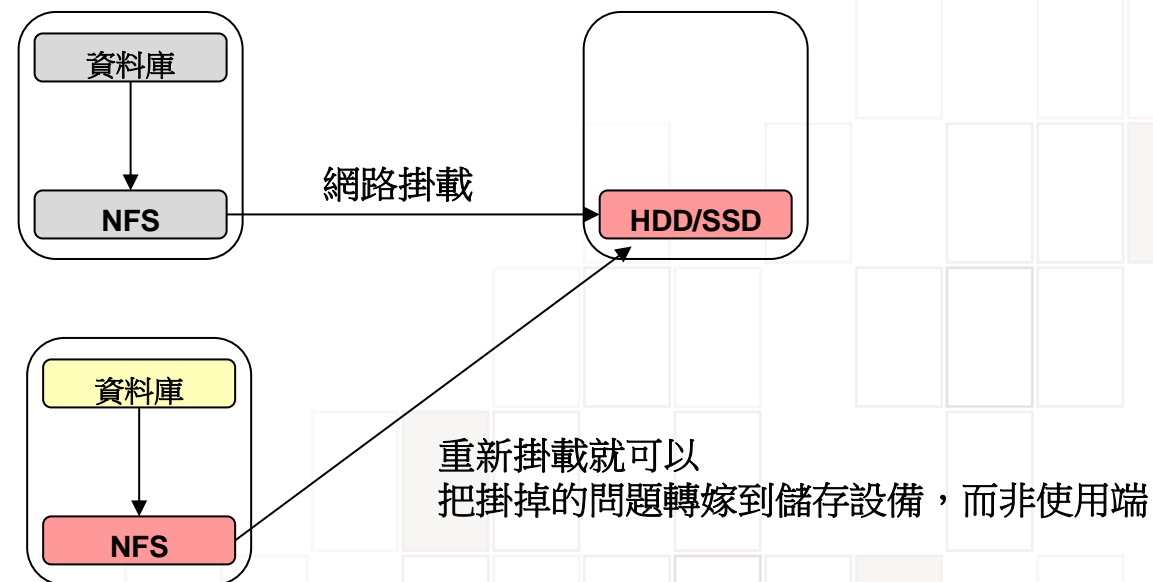 資料庫
網路掛載
NFS
HDD/SSD
資料庫
重新掛載就可以
把掛掉的問題轉嫁到儲存設備，而非使用端
NFS